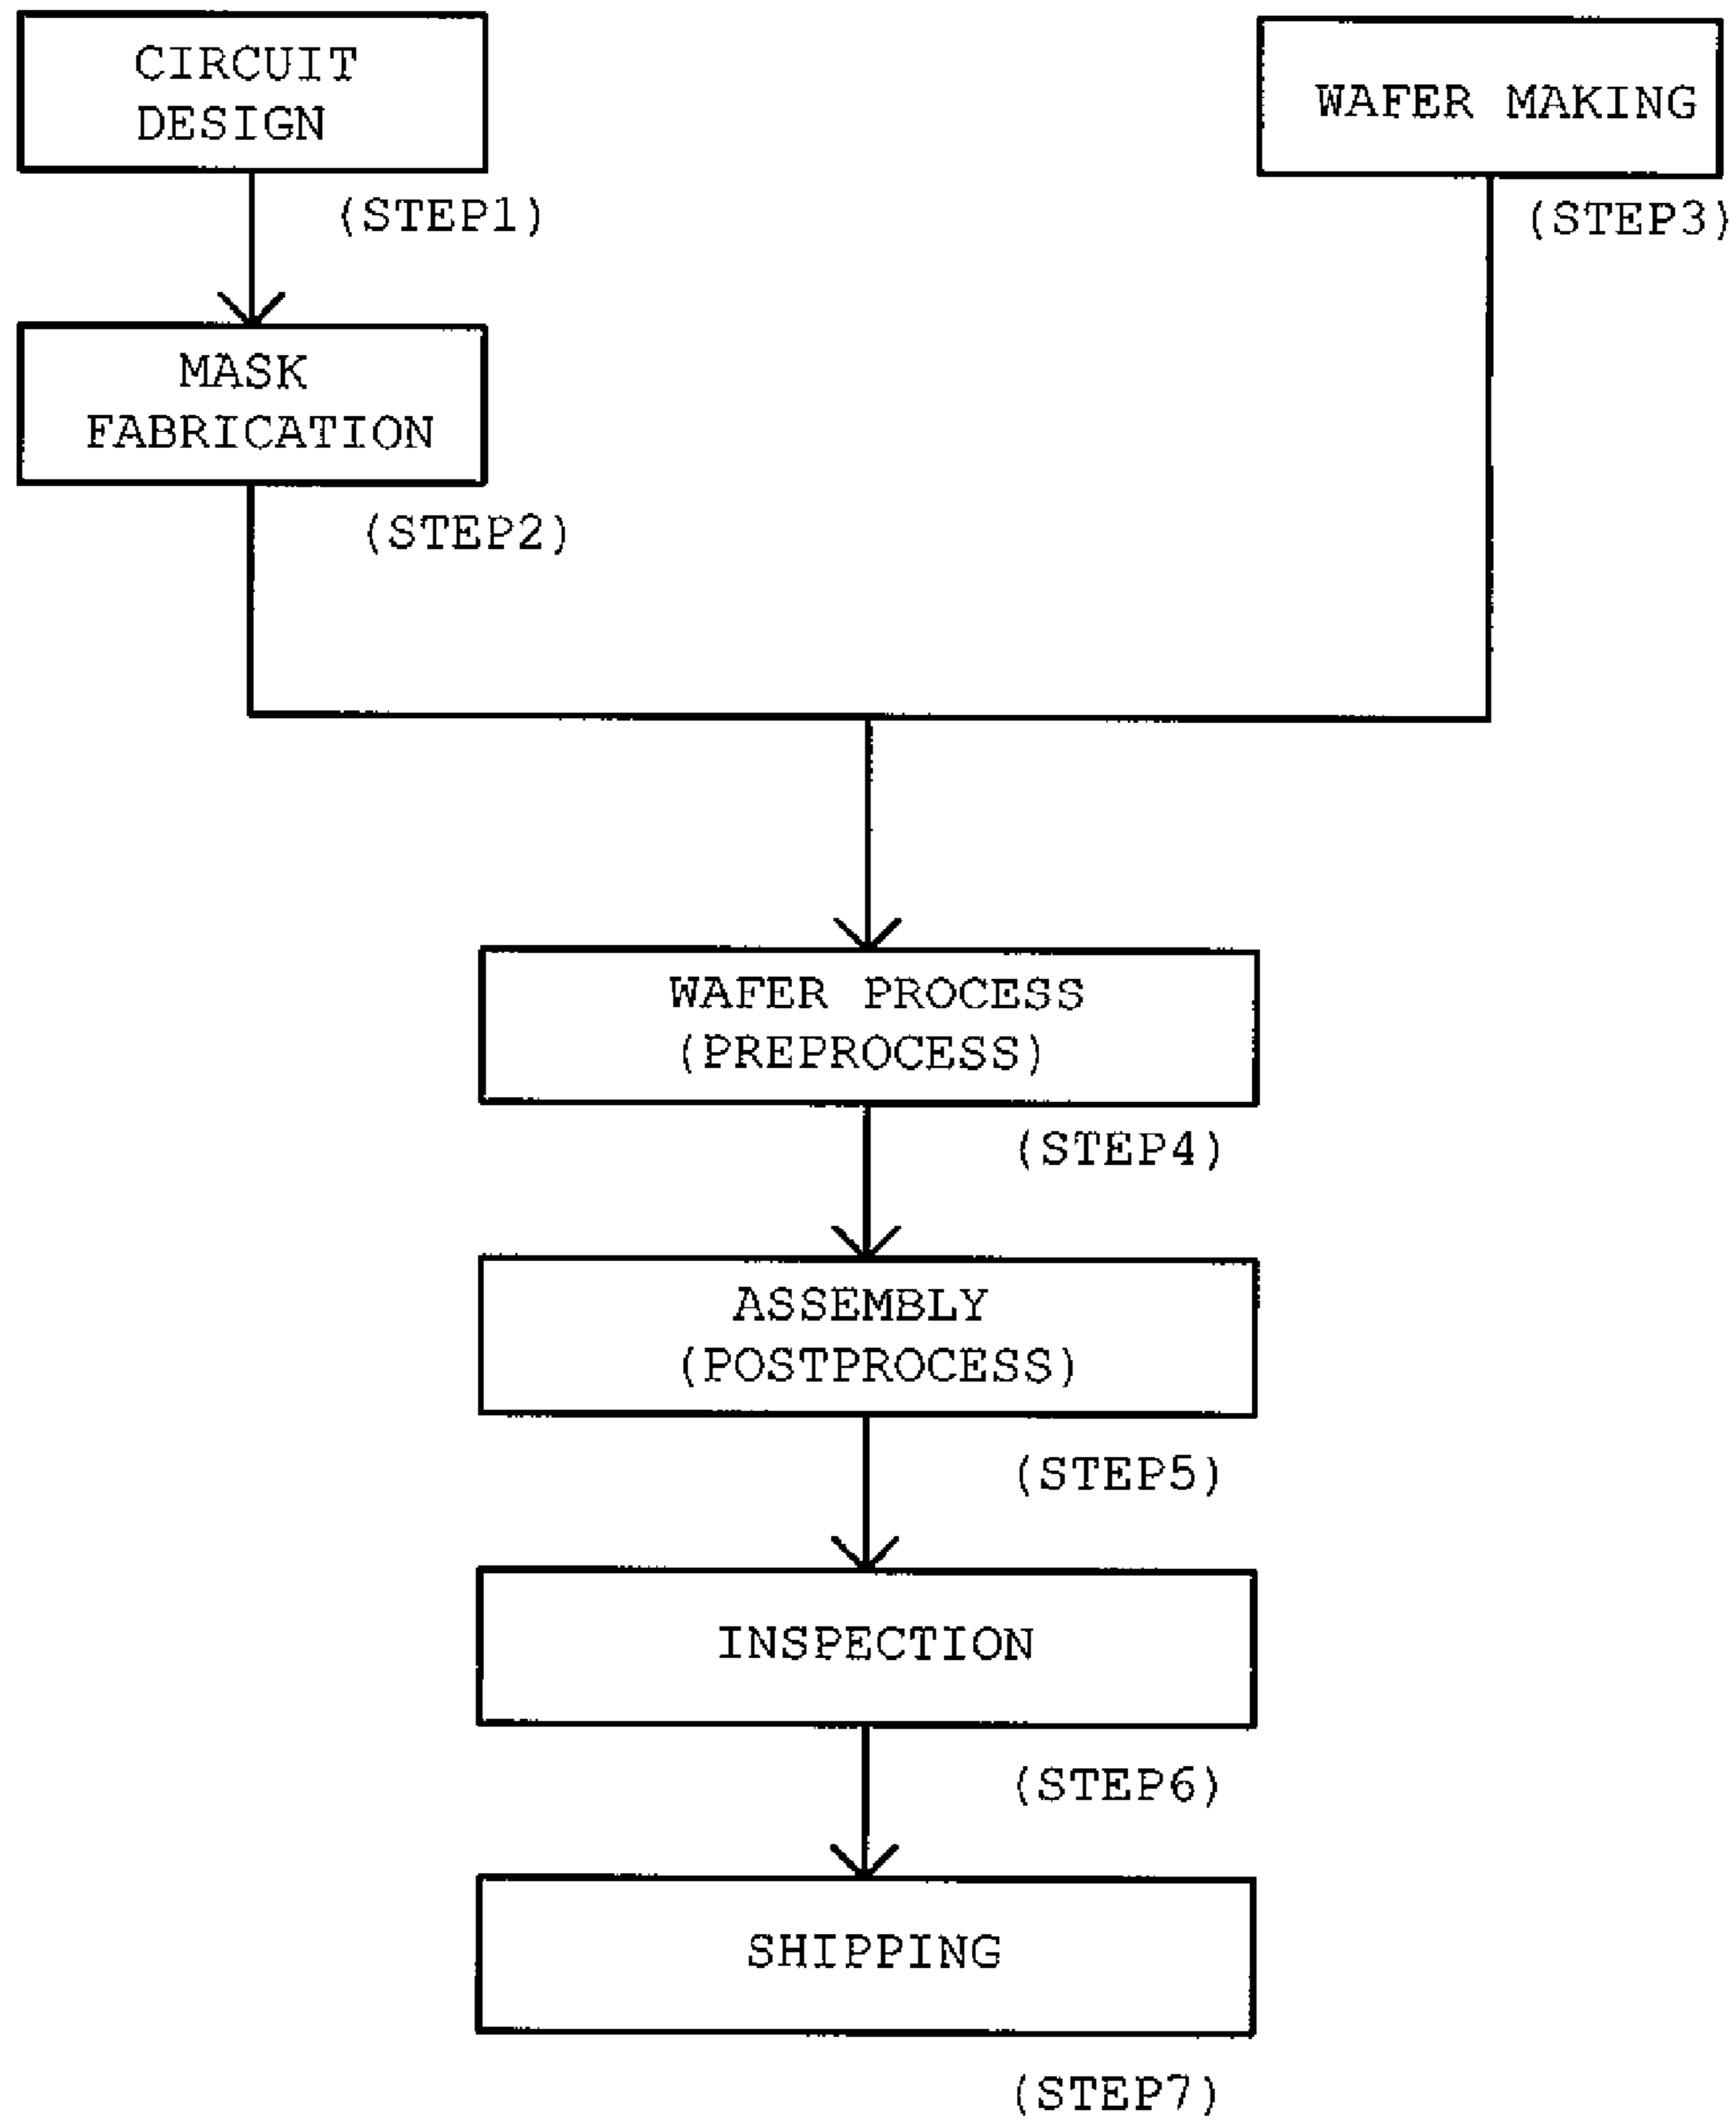 CIRCUIT
DESIGN
(STEP1)
MASK
FABRICATION
(STEP2)
WAFER MAKING
(STEP3)
WAFER PROCESS
(PREPROCESS)
(STEP4)
ASSEMBLY
(POSTPROCESS)
(STEP5)
INSPECTION
(STEP6)
SHIPPING
(STEP7)